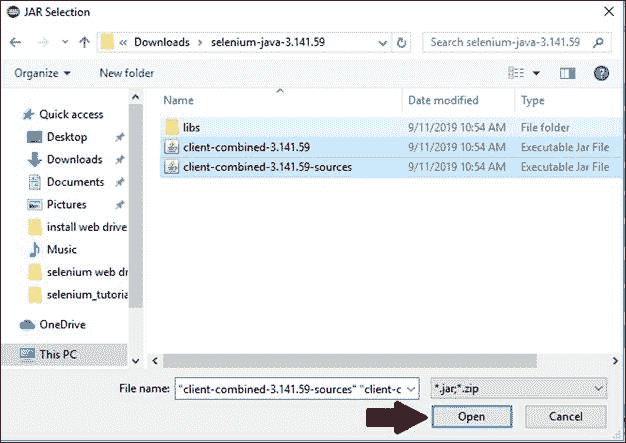 JAR Selection
« Downloads › selenium-java-3.141.59
Search selenium-java-3.141.59
Organize
New folder
Name
Date modified
Type
Quick access
Desktop
Downloads
Documents
Pictures
install web drive
Music
selenium web dr
selenium_tutoria
OneDrive
This PC
libs
9/11/2019 10:54 AM
File folder
client-combined-3.141.59
9/11/2019 10:54 AM
Executable Jar File
client-combined-3.141.59-sources
9/11/2019 10:54 AM
Executable Jar File
File name:
"client-combined-3.141.59-sources" "client-c
*.jar;*.zip
Open
Cancel